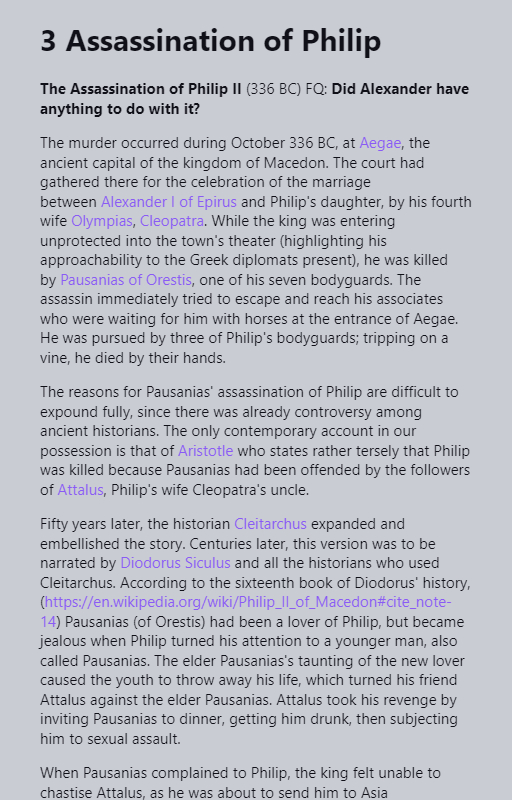 3 Assassination of Philip
The Assassination of Philip II (336 BC) FQ: Did Alexander have
anything to do with it?
The murder occurred during October 336 BC, at Aegae, the
ancient capital of the kingdom of Macedon. The court had
gathered there for the celebration of the marriage
between Alexander I of Epirus and Philip's daughter, by his fourth
wife Olympias, Cleopatra. While the king was entering
unprotected into the town's theater (highlighting his
approachability to the Greek diplomats present), he was killed
by Pausanias of Orestis, one of his seven bodyguards. The
assassin immediately tried to escape and reach his associates
who were waiting for him with horses at the entrance of Aegae.
He was pursued by three of Philip's bodyguards; tripping on a
vine, he died by their hands.
The reasons for Pausanias' assassination of Philip are difficult to
expound fully, since there was already controversy among
ancient historians. The only contemporary account in our
possession is that of Aristotle who states rather tersely that Philip
was killed because Pausanias had been offended by the followers
of Attalus, Philip's wife Cleopatra's uncle.
Fifty years later, the historian Cleitarchus expanded and
embellished the story. Centuries later, this version was to be
narrated by Diodorus Siculus and all the historians who used
Cleitarchus. According to the sixteenth book of Diodorus' history,
(https://en.wikipedia.org/wiki/Philip_II_of_Macedon#cite_note-
14) Pausanias (of Orestis) had been a lover of Philip, but became
jealous when Philip turned his attention to a younger man, also
called Pausanias. The elder Pausanias's taunting of the new lover
caused the youth to throw away his life, which turned his friend
Attalus against the elder Pausanias. Attalus took his revenge by
inviting Pausanias to dinner, getting him drunk, then subjecting
him to sexual assault.
When Pausanias complained to Philip, the king felt unable to
chastise Attalus, as he was about to send him to Asia